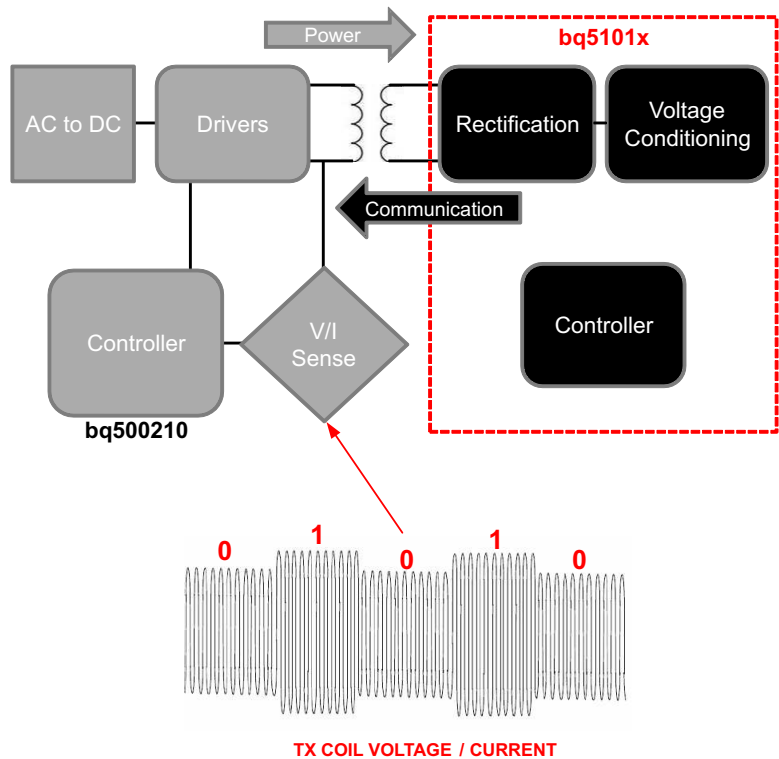 Power
bq5101x
AC to DC
Drivers
Rectification
Voltage
Conditioning
Communication
Controller
V/I
Sense
Controller
bq500210
0
1
0
1
0
TX COIL VOLTAGE / CURRENT